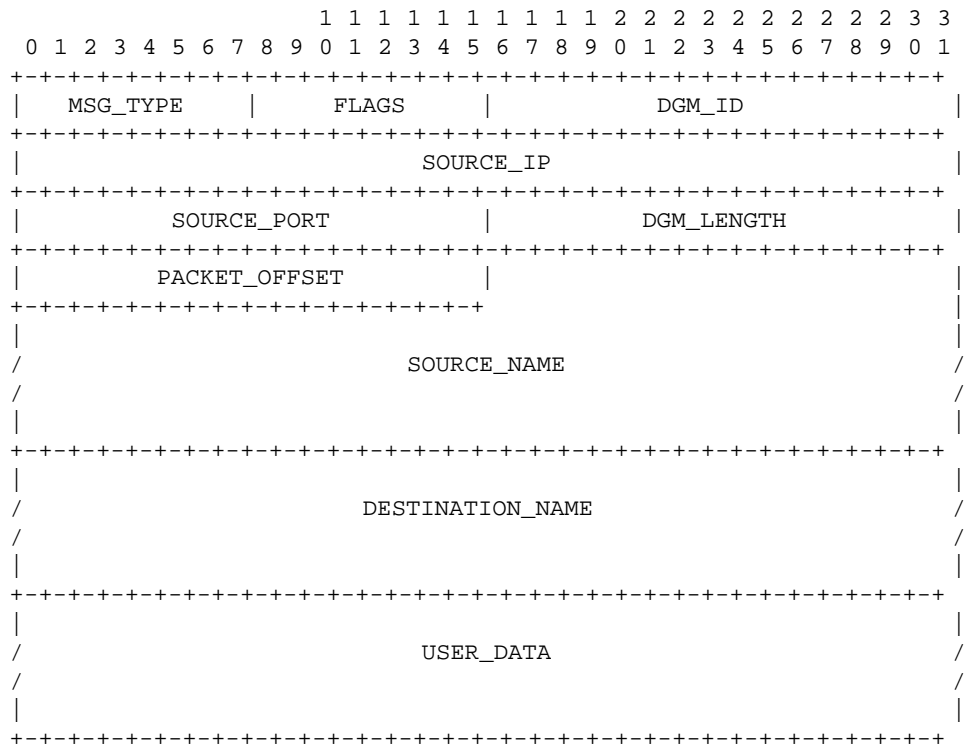 1 1 1 1 1 1 1 1 1 1 2 2 2 2 2 2 2 2 2 2 3 3
 0 1 2 3 4 5 6 7 8 9 0 1 2 3 4 5 6 7 8 9 0 1 2 3 4 5 6 7 8 9 0 1
+-+-+-+-+-+-+-+-+-+-+-+-+-+-+-+-+-+-+-+-+-+-+-+-+-+-+-+-+-+-+-+-+
|   MSG_TYPE    |     FLAGS     |           DGM_ID              |
+-+-+-+-+-+-+-+-+-+-+-+-+-+-+-+-+-+-+-+-+-+-+-+-+-+-+-+-+-+-+-+-+
|                           SOURCE_IP                           |
+-+-+-+-+-+-+-+-+-+-+-+-+-+-+-+-+-+-+-+-+-+-+-+-+-+-+-+-+-+-+-+-+
|          SOURCE_PORT          |          DGM_LENGTH           |
+-+-+-+-+-+-+-+-+-+-+-+-+-+-+-+-+-+-+-+-+-+-+-+-+-+-+-+-+-+-+-+-+
|         PACKET_OFFSET         |                               |
+-+-+-+-+-+-+-+-+-+-+-+-+-+-+-+-+                               |
|                                                               |
/                          SOURCE_NAME                          /
/                                                               /
|                                                               |
+-+-+-+-+-+-+-+-+-+-+-+-+-+-+-+-+-+-+-+-+-+-+-+-+-+-+-+-+-+-+-+-+
|                                                               |
/                       DESTINATION_NAME                        /
/                                                               /
|                                                               |
+-+-+-+-+-+-+-+-+-+-+-+-+-+-+-+-+-+-+-+-+-+-+-+-+-+-+-+-+-+-+-+-+
|                                                               |
/                           USER_DATA                           /
/                                                               /
|                                                               |
+-+-+-+-+-+-+-+-+-+-+-+-+-+-+-+-+-+-+-+-+-+-+-+-+-+-+-+-+-+-+-+-+